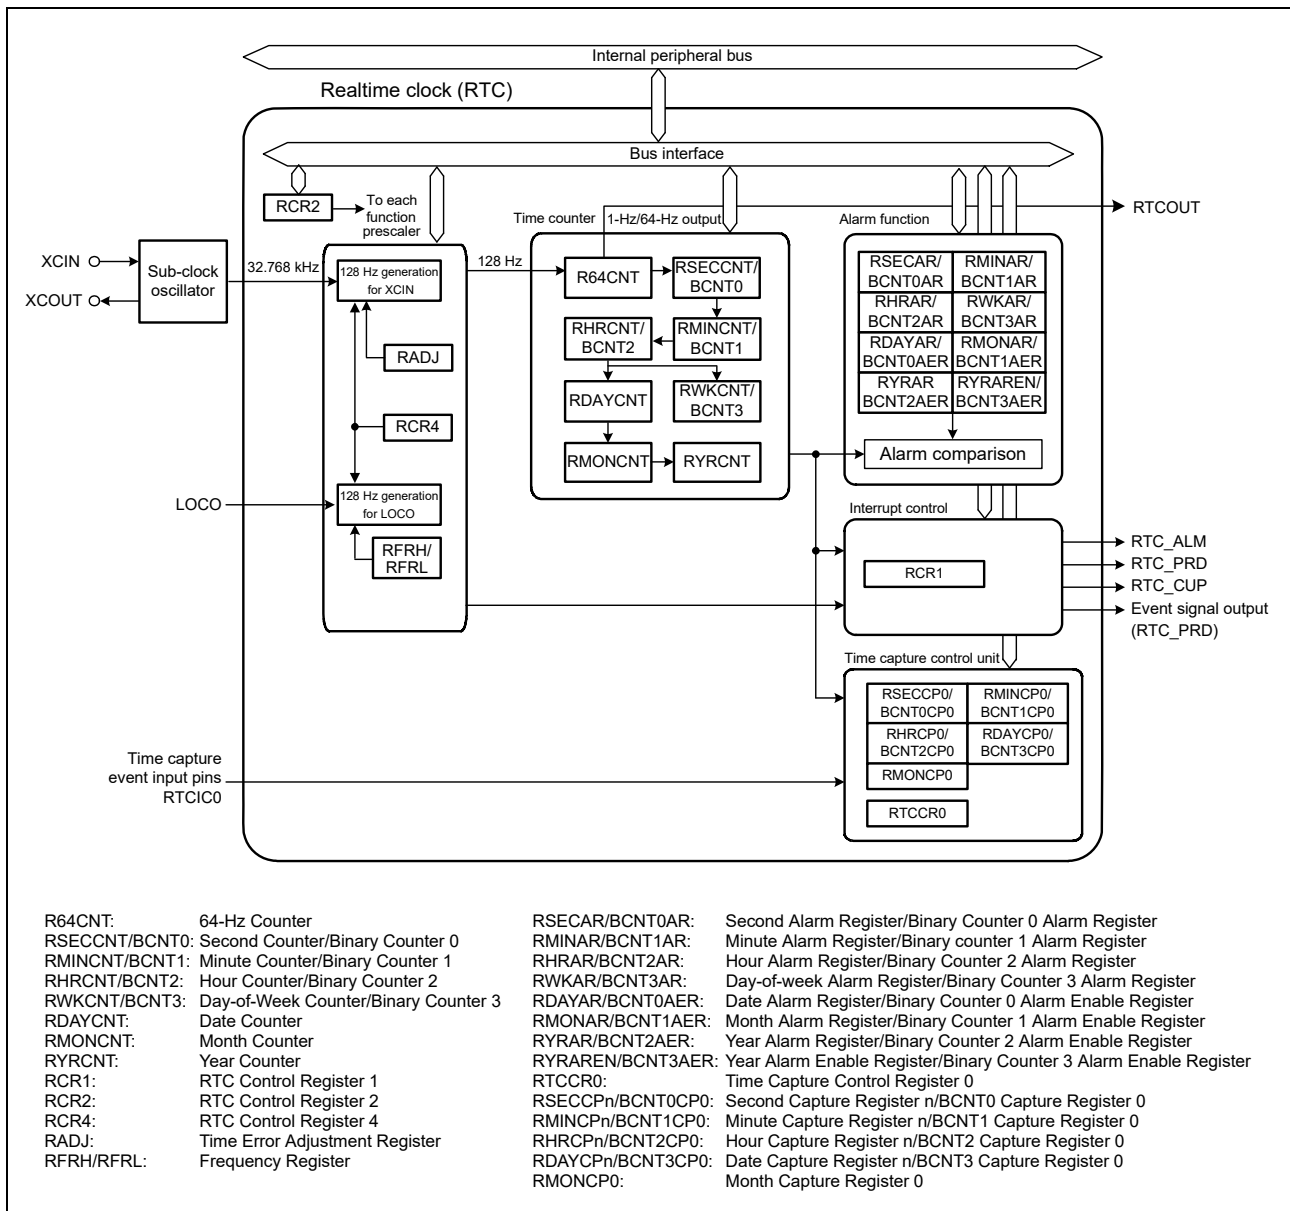 Internal peripheral bus
Realtime clock (RTC)
Bus interface
RCR2
To each
function
prescaler
Time counter
1-Hz/64-Hz output
Alarm function
RTCOUT
XCIN
XCOUT
Sub-clock
oscillator
32.768 kHz
128 Hz generation
for XCIN
128 Hz
RADJ
RCR4
LOCO
128 Hz generation
for LOCO
RFRH/
RFRL
R64CNT
RSECCNT/
BCNT0
RHRCNT/
BCNT2
RMINCNT/
BCNT1
RDAYCNT
RWKCNT/
BCNT3
RMONCNT
RYRCNT
RSECAR/
BCNT0AR
RMINAR/
BCNT1AR
RHRAR/
BCNT2AR
RWKAR/
BCNT3AR
RDAYAR/
BCNT0AER
RMONAR/
BCNT1AER
RYRAR
BCNT2AER
RYRAREN/
BCNT3AER
Alarm comparison
Interrupt control
RCR1
RTC_ALM
RTC_PRD
RTC_CUP
Event signal output
(RTC_PRD)
Time capture control unit
RSECCP0/
BCNT0CP0
RMINCP0/
BCNT1CP0
RHRCP0/
BCNT2CP0
RDAYCP0/
BCNT3CP0
RMONCP0
RTCCR0
Time capture
event input pins
RTCIC0
R64CNT: 64-Hz Counter
RSECCNT/BCNT0: Second Counter/Binary Counter 0
RMINCNT/BCNT1: Minute Counter/Binary Counter 1
RHRCNT/BCNT2: Hour Counter/Binary Counter 2
RWKCNT/BCNT3: Day-of-Week Counter/Binary Counter 3
RDAYCNT: Date Counter
RMONCNT: Month Counter
RYRCNT: Year Counter
RCR1: RTC Control Register 1
RCR2: RTC Control Register 2
RCR4: RTC Control Register 4
RADJ: Time Error Adjustment Register
RFRH/RFRL: Frequency Register
RSECAR/BCNT0AR: Second Alarm Register/Binary Counter 0 Alarm Register
RMINAR/BCNT1AR: Minute Alarm Register/Binary counter 1 Alarm Register
RHRAR/BCNT2AR: Hour Alarm Register/Binary Counter 2 Alarm Register
RWKAR/BCNT3AR: Day-of-week Alarm Register/Binary Counter 3 Alarm Register
RDAYAR/BCNT0AER: Date Alarm Register/Binary Counter 0 Alarm Enable Register
RMONAR/BCNT1AER: Month Alarm Register/Binary Counter 1 Alarm Enable Register
RYRAR/BCNT2AER: Year Alarm Register/Binary Counter 2 Alarm Enable Register
RYRAREN/BCNT3AER: Year Alarm Enable Register/Binary Counter 3 Alarm Enable Register
RTCCR0: Time Capture Control Register 0
RSECCPn/BCNT0CP0: Second Capture Register n/BCNT0 Capture Register 0
RMINCPn/BCNT1CP0: Minute Capture Register n/BCNT1 Capture Register 0
RHRCPn/BCNT2CP0: Hour Capture Register n/BCNT2 Capture Register 0
RDAYCPn/BCNT3CP0: Date Capture Register n/BCNT3 Capture Register 0
RMONCP0: Month Capture Register 0